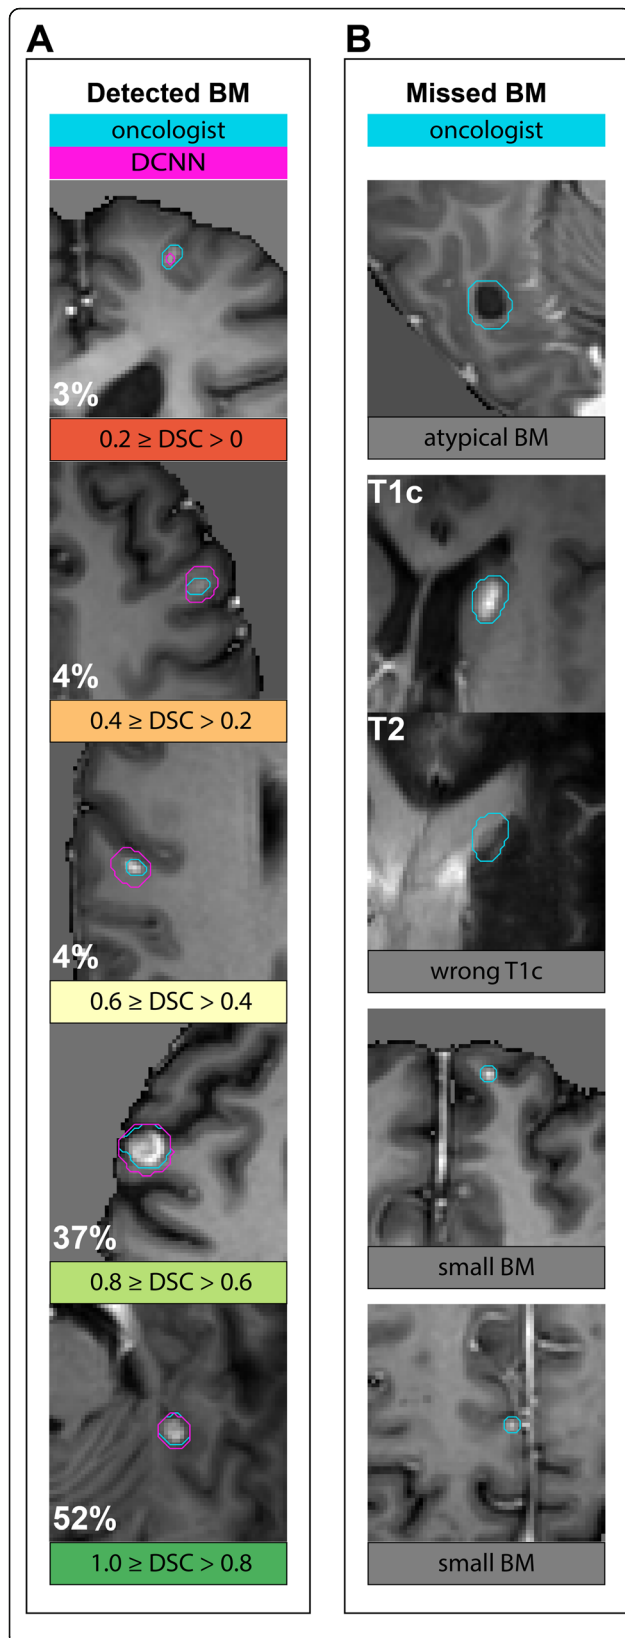 A
Detected BM
oncologist
DCNN
3%
0.2 ≥ DSC > 0
4%
0.4 ≥ DSC > 0.2
4%
0.6 ≥ DSC > 0.4
37%
0.8 ≥ DSC > 0.6
52%
1.0 ≥ DSC > 0.8
B
Missed BM
oncologist
atypical BM
T1c
T2
wrong T1c
small BM
small BM